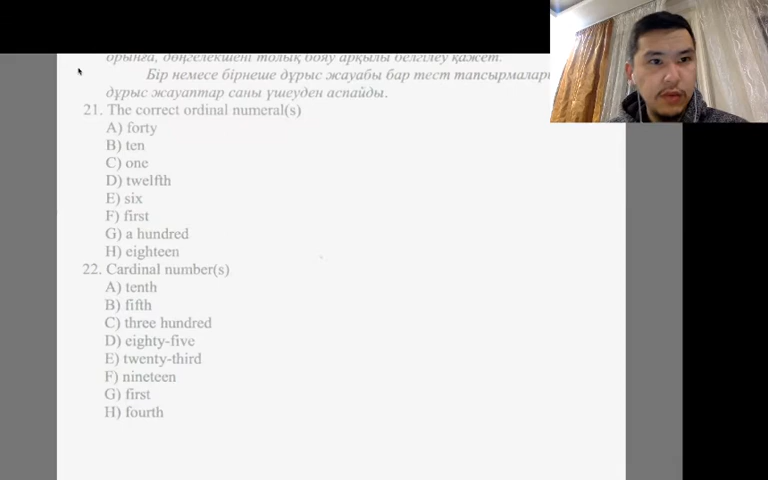 орынға, дөңгелекшені толық бояу арқылы белгілеу қажет.
Бір немесе бірнеше дұрыс жауабы бар тест тапсырмалар
дұрыс жауаптар саны үшеуден аспайды.
21. The correct ordinal numeral(s)
A) forty
B) ten
C) one
D) twelfth
E) six
F) first
G) a hundred
H) eighteen
22. Cardinal number(s)
A) tenth
B) fifth
C) three hundred
D) eighty-five
E) twenty-third
F) nineteen
G) first
H) fourth